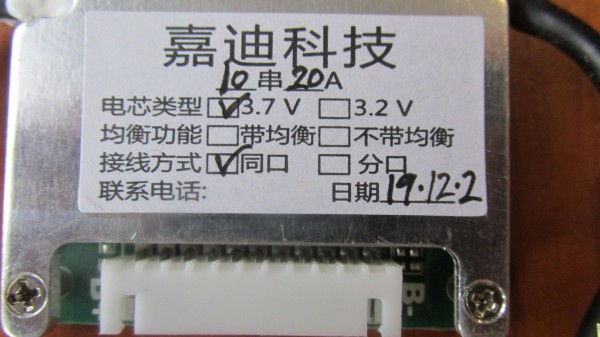 嘉迪科技
10串20A
电芯类型 3.7V 3.2V
均衡功能 带均衡 不带均衡
接线方式 同口 分口
联系电话: 日期19.12.2
B-